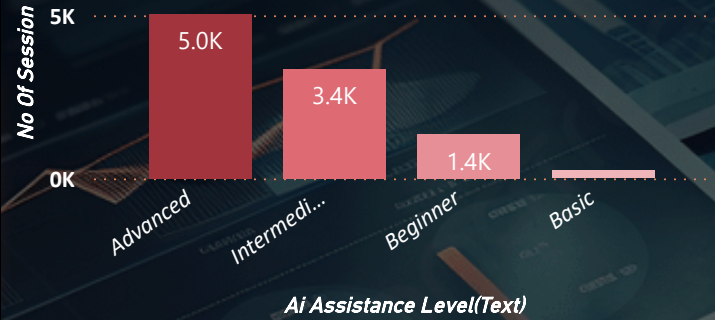 No Of Session
5K
0K
5.0K
3.4K
1.4K
Advanced
Intermedi...
Beginner
Basic
Ai Assistance Level(Text)